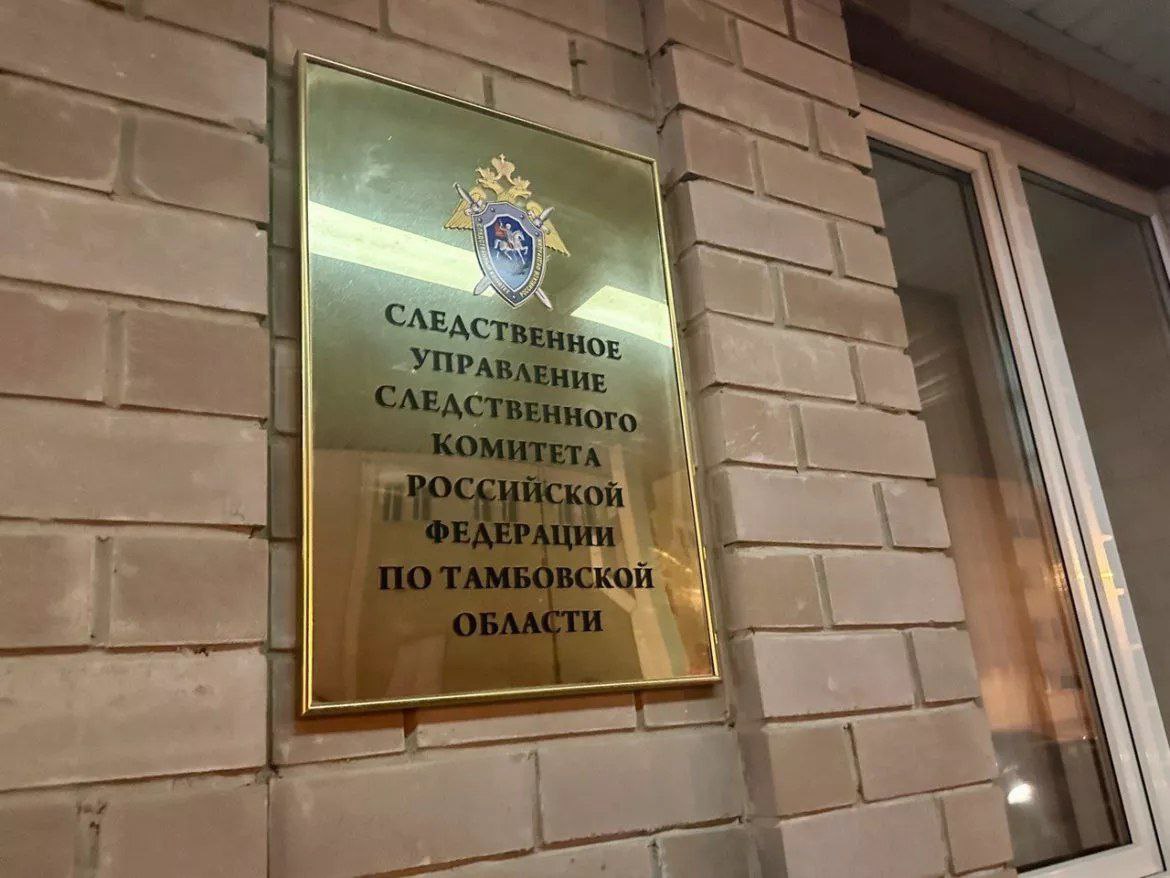 СЛЕДСТВЕННОЕ
УПРАВЛЕНИЕ
СЛЕДСТВЕННОГО
КОМИТЕТА
РОССИЙСКОЙ
ФЕДЕРАЦИИ
ПО ТАМБОВСКОЙ
ОБЛАСТИ